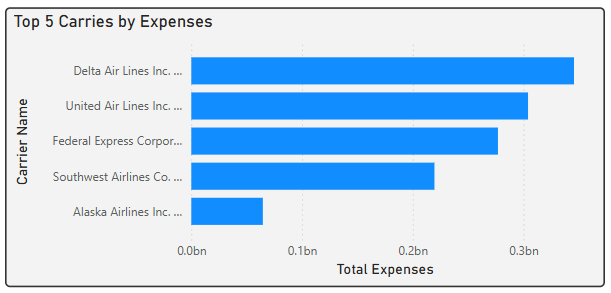 Top 5 Carries by Expenses
Carrier Name
Delta Air Lines Inc. ...
United Air Lines Inc. ...
Federal Express Corpor...
Southwest Airlines Co. ...
Alaska Airlines Inc. ...
0.0bn 0.1bn 0.2bn 0.3bn
Total Expenses